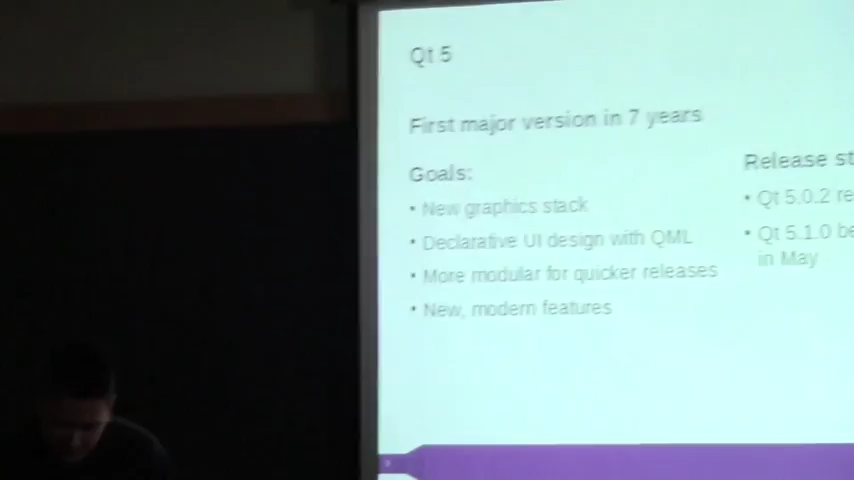 Qt 5
First major version in 7 years
Goals:
• New graphics stack
• Declarative UI design with QML
• More modular for quicker releases
• New, modern features
Release st
• Qt 5.0.2 re
• Qt 5.1.0 be
in May